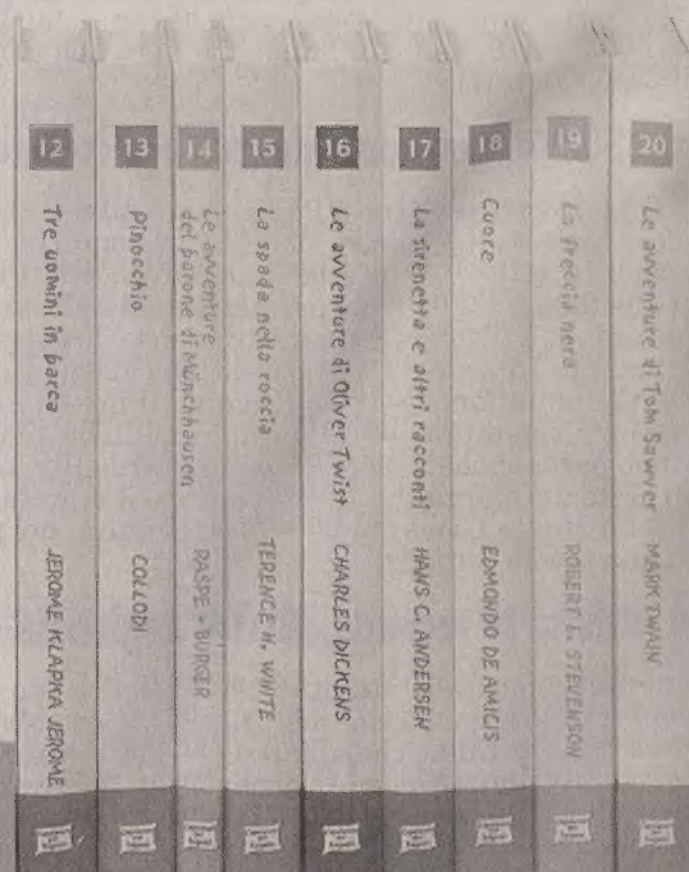 12
Tre uomini in barca
JEROME KLAPKA JEROME
13
Pinocchio
COLLODI
14
Le avventure
del barone di Münchhausen
RASPE - BURGER
15
La spada nella roccia
TERENCE H. WHITE
16
Le avventure di Oliver Twist
CHARLES DICKENS
17
La sirenetta e altri racconti
HANS C. ANDERSEN
18
Cuore
EDMONDO DE AMICIS
19
La freccia nera
ROBERT L. STEVENSON
20
Le avventure di Tom Sawyer
MARK TWAIN